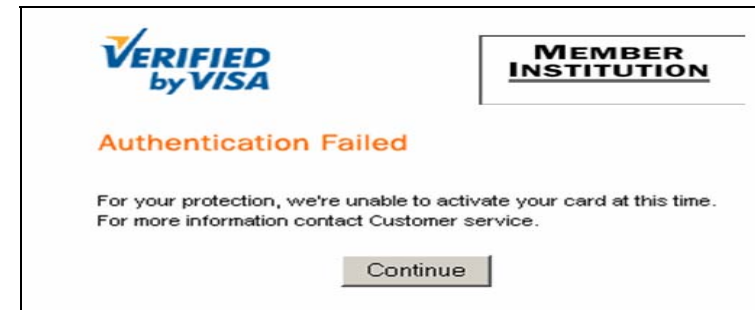 VERIFIED
by VISA
MEMBER
INSTITUTION
Authentication Failed
For your protection, we're unable to activate your card at this time.
For more information contact Customer service.
Continue